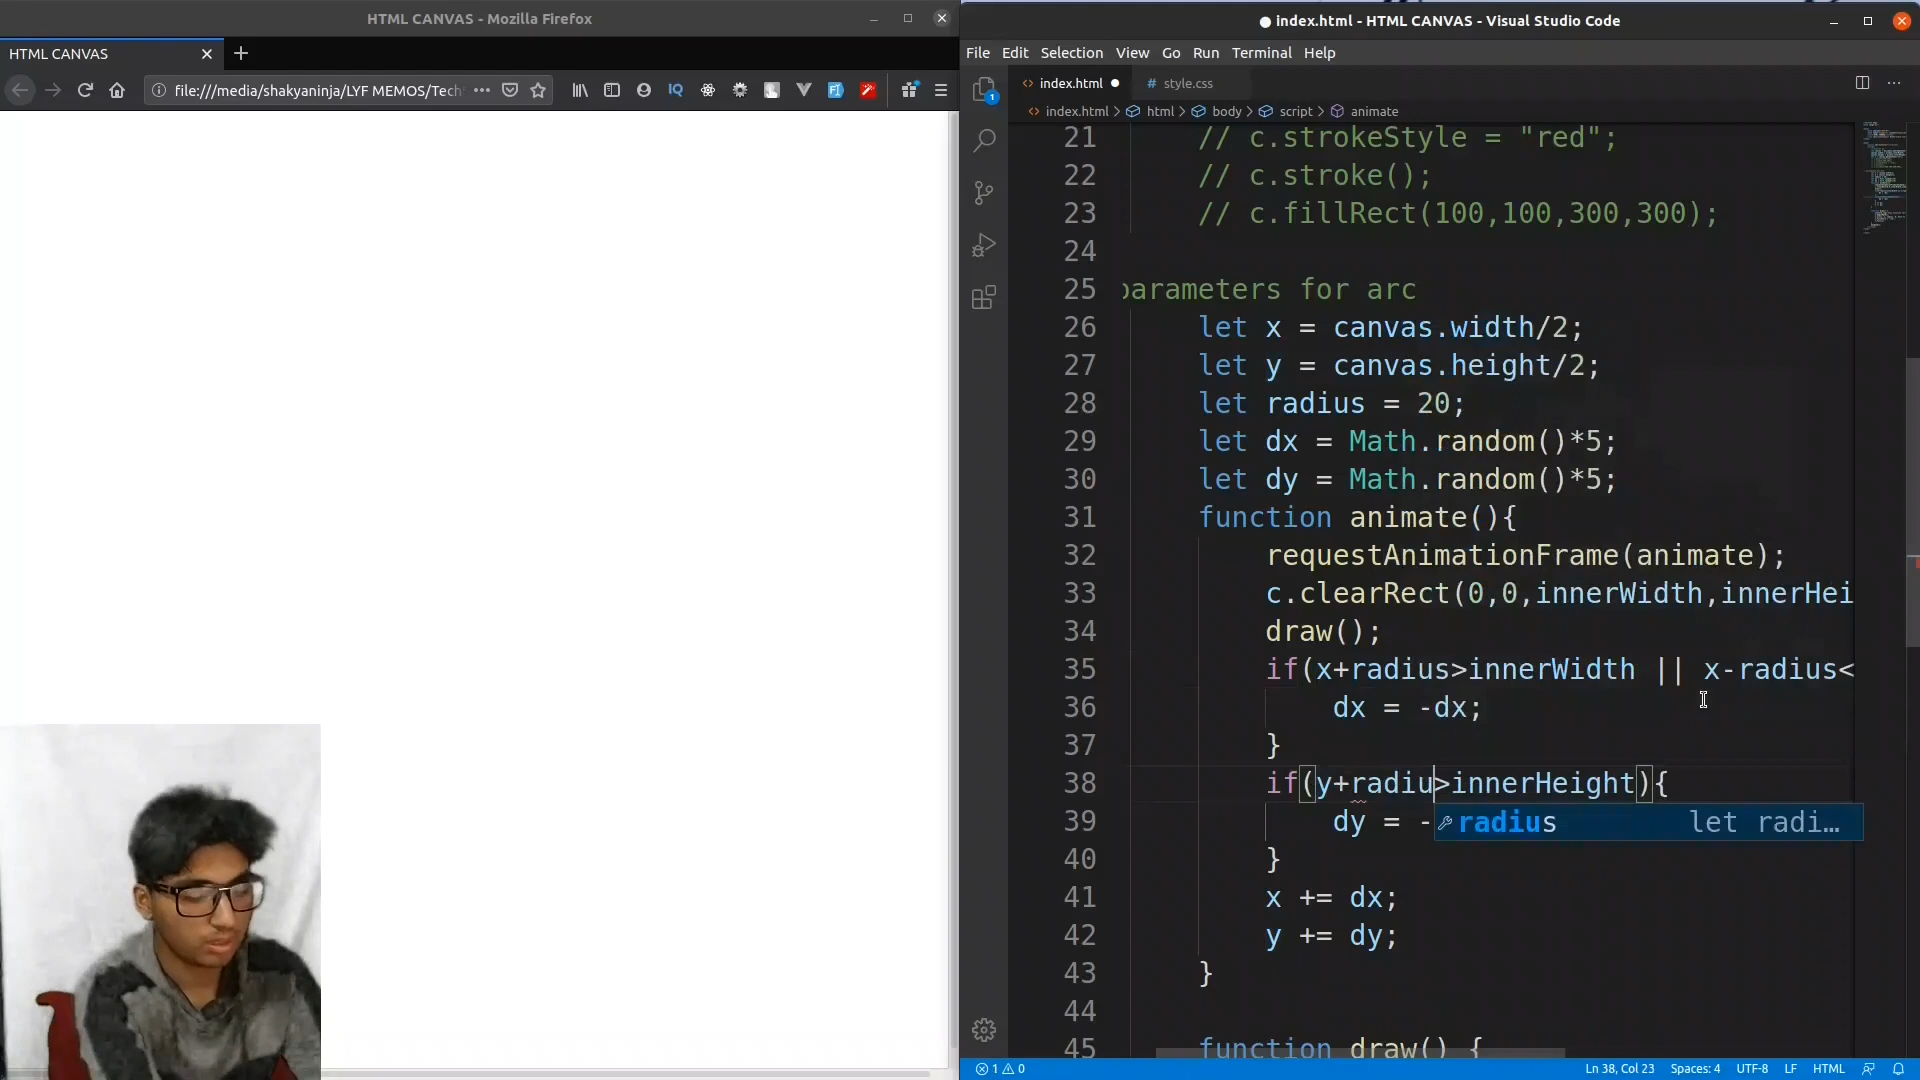 HTML CANVAS - Mozilla Firefox
HTML CANVAS
file:///media/shakyaninja/LYF MEMOS/Tech
index.html - HTML CANVAS - Visual Studio Code
File Edit Selection View Go Run Terminal Help
index.html
# style.css
index.html > html > body > script > animate
21 // c.strokeStyle = "red";
22 // c.stroke();
23 // c.fillRect(100,100,300,300);
24
25 parameters for arc
26 let x = canvas.width/2;
27 let y = canvas.height/2;
28 let radius = 20;
29 let dx = Math.random()*5;
30 let dy = Math.random()*5;
31 function animate(){
32 requestAnimationFrame(animate);
33 c.clearRect(0,0,innerWidth,innerHei
34 draw();
35 if(x+radius>innerWidth || x-radius<
36 dx = -dx;
37 }
38 if(y+radiu>innerHeight){
39 dy = -
radius let radi...
40 }
41 x += dx;
42 y += dy;
43 }
44
45 function draw() {
1 0 Ln 38, Col 23 Spaces: 4 UTF-8 LF HTML